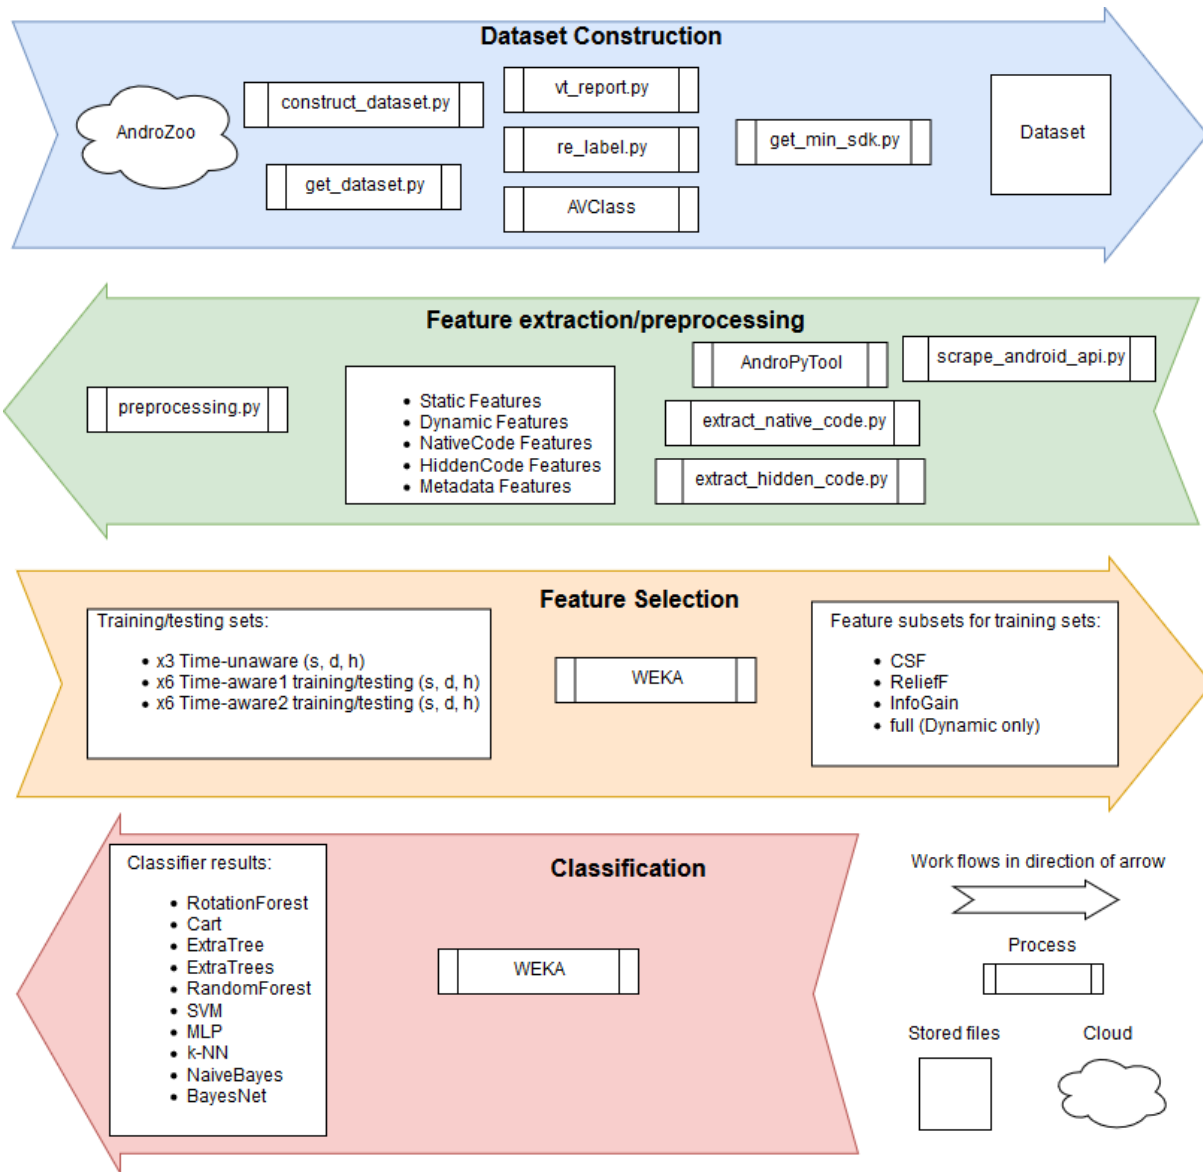 Dataset Construction
AndroZoo
construct_dataset.py
get_dataset.py
vt_report.py
re_label.py
AVClass
get_min_sdk.py
Dataset
Feature extraction/preprocessing
scrape_android_api.py
AndroPyTool
extract_native_code.py
extract_hidden_code.py
• Static Features
• Dynamic Features
• NativeCode Features
• HiddenCode Features
• Metadata Features
preprocessing.py
Feature Selection
Training/testing sets:
• x3 Time-unaware (s, d, h)
• x6 Time-aware1 training/testing (s, d, h)
• x6 Time-aware2 training/testing (s, d, h)
WEKA
Feature subsets for training sets:
• CSF
• ReliefF
• InfoGain
• full (Dynamic only)
Classification
WEKA
Classifier results:
• RotationForest
• Cart
• ExtraTree
• ExtraTrees
• RandomForest
• SVM
• MLP
• k-NN
• NaiveBayes
• BayesNet
Work flows in direction of arrow
Process
Stored files
Cloud